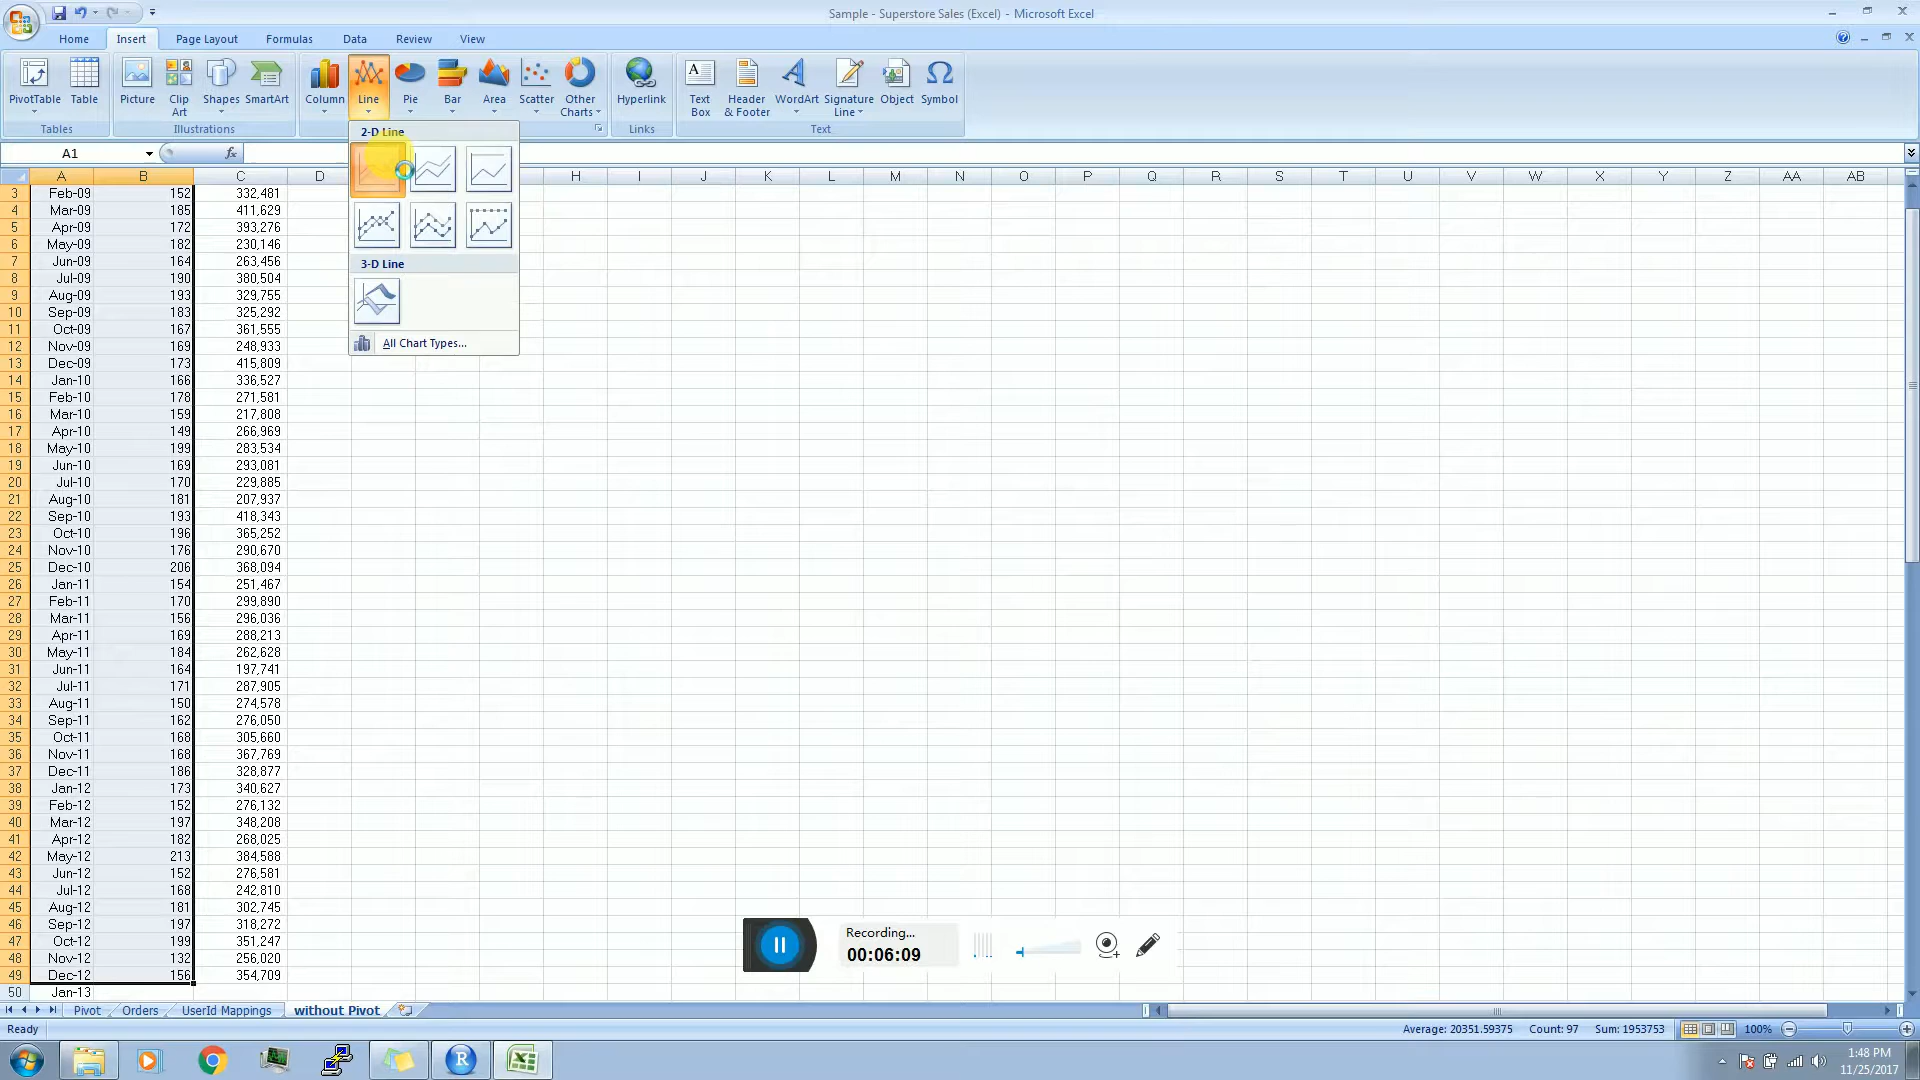 Sample - Superstore Sales (Excel) - Microsoft Excel
Home Insert Page Layout Formulas Data Review View
PivotTable Table Picture Clip Art Shapes SmartArt Column Line Pie Bar Area Scatter Other Charts Hyperlink Text Box Header & Footer WordArt Signature Line Object Symbol
Tables Illustrations Links Text
2-D Line
3-D Line
All Chart Types...
A1 fx
A B C D H I J K L M N O P Q R S T U V W X Y Z AA AB
3 Feb-09 152 332,481
4 Mar-09 185 411,629
5 Apr-09 172 393,276
6 May-09 182 230,146
7 Jun-09 164 263,456
8 Jul-09 190 380,504
9 Aug-09 193 329,755
10 Sep-09 183 325,292
11 Oct-09 167 361,555
12 Nov-09 169 248,933
13 Dec-09 173 415,809
14 Jan-10 166 336,527
15 Feb-10 178 271,581
16 Mar-10 159 217,808
17 Apr-10 149 266,969
18 May-10 199 283,534
19 Jun-10 169 293,081
20 Jul-10 170 229,885
21 Aug-10 181 207,937
22 Sep-10 193 418,343
23 Oct-10 196 365,252
24 Nov-10 176 290,670
25 Dec-10 206 368,094
26 Jan-11 154 251,467
27 Feb-11 170 299,890
28 Mar-11 156 296,036
29 Apr-11 169 288,213
30 May-11 184 262,628
31 Jun-11 164 197,741
32 Jul-11 171 287,905
33 Aug-11 150 274,578
34 Sep-11 162 276,050
35 Oct-11 168 305,660
36 Nov-11 168 367,769
37 Dec-11 186 328,877
38 Jan-12 173 340,627
39 Feb-12 152 276,132
40 Mar-12 197 348,208
41 Apr-12 182 268,025
42 May-12 213 384,588
43 Jun-12 152 276,581
44 Jul-12 168 242,810
45 Aug-12 181 302,745
46 Sep-12 197 318,272
47 Oct-12 199 351,247
48 Nov-12 132 256,020
49 Dec-12 156 354,709
50 Jan-13
Recording...
00:06:09
Pivot Orders UserId Mappings without Pivot
Ready Average: 20351.59375 Count: 97 Sum: 1953753 100%
1:48 PM
11/25/2017